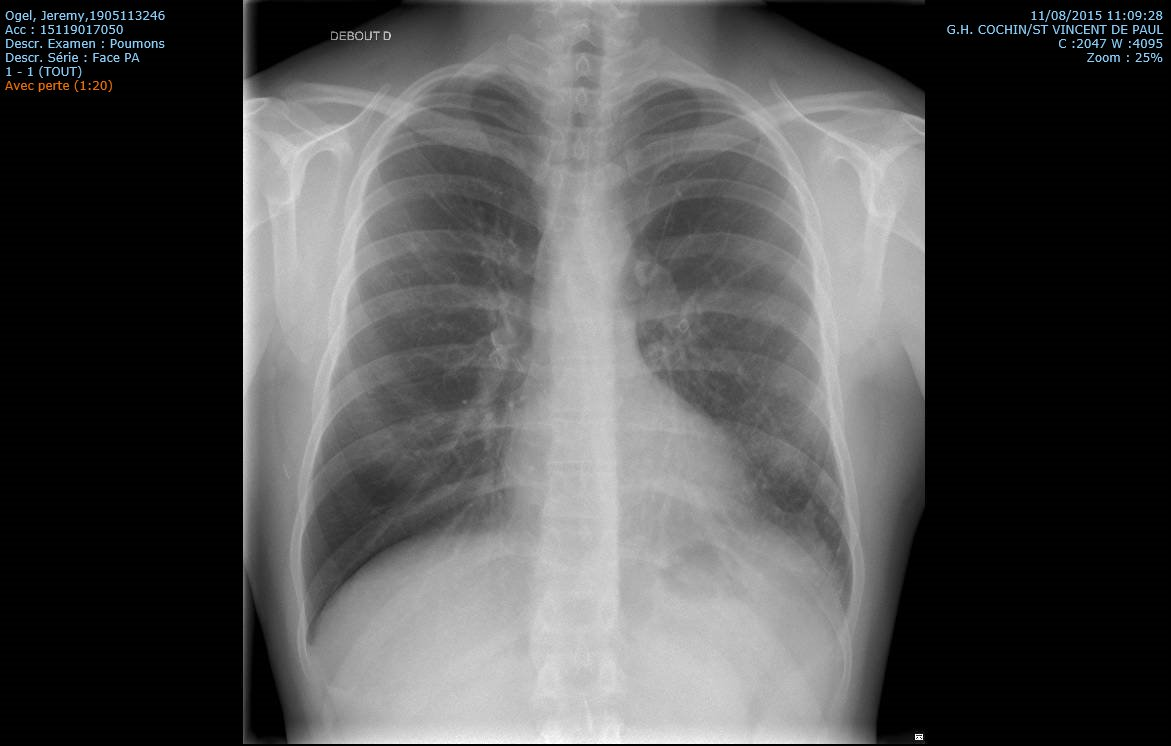 Ogel, Jeremy,1905113246
Acc : 15119017050
Descr. Examen : Poumons
Descr. Série : Face PA
1 - 1 (TOUT)
Avec perte (1:20)
11/08/2015 11:09:28
G.H. COCHIN/ST VINCENT DE PAUL
C :2047 W :4095
Zoom : 25%
DEBOUT D